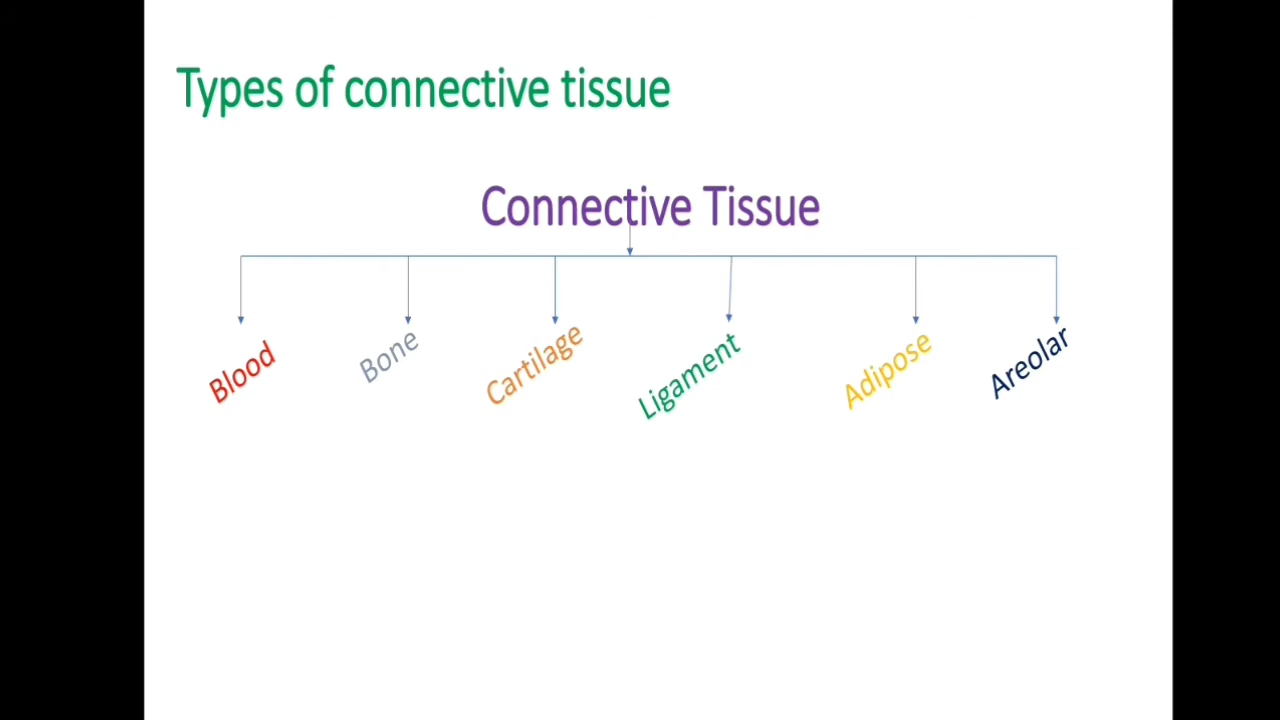 Types of connective tissue
Connective Tissue
Blood
Bone
Cartilage
Ligament
Adipose
Areolar